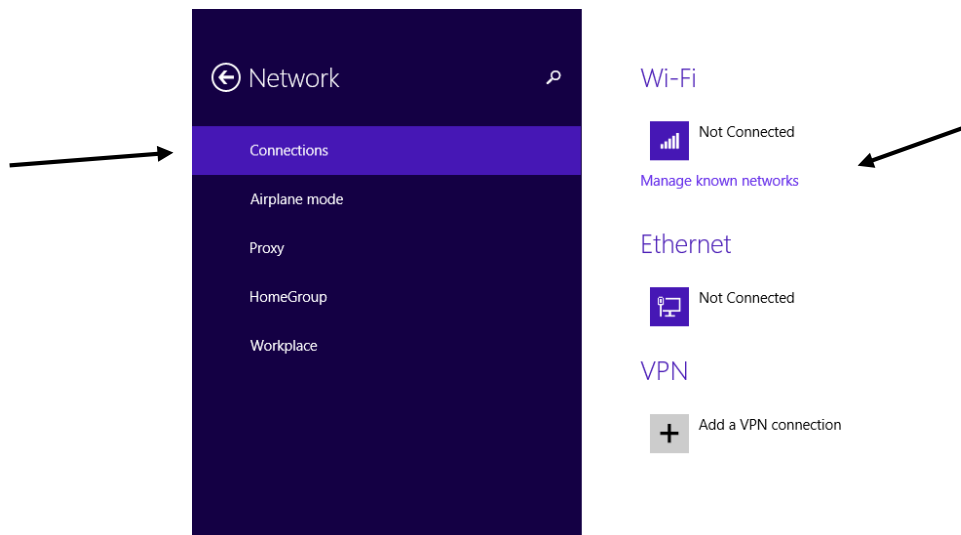 Network
Connections
Airplane mode
Proxy
HomeGroup
Workplace
Wi-Fi
Not Connected
Manage known networks
Ethernet
Not Connected
VPN
Add a VPN connection